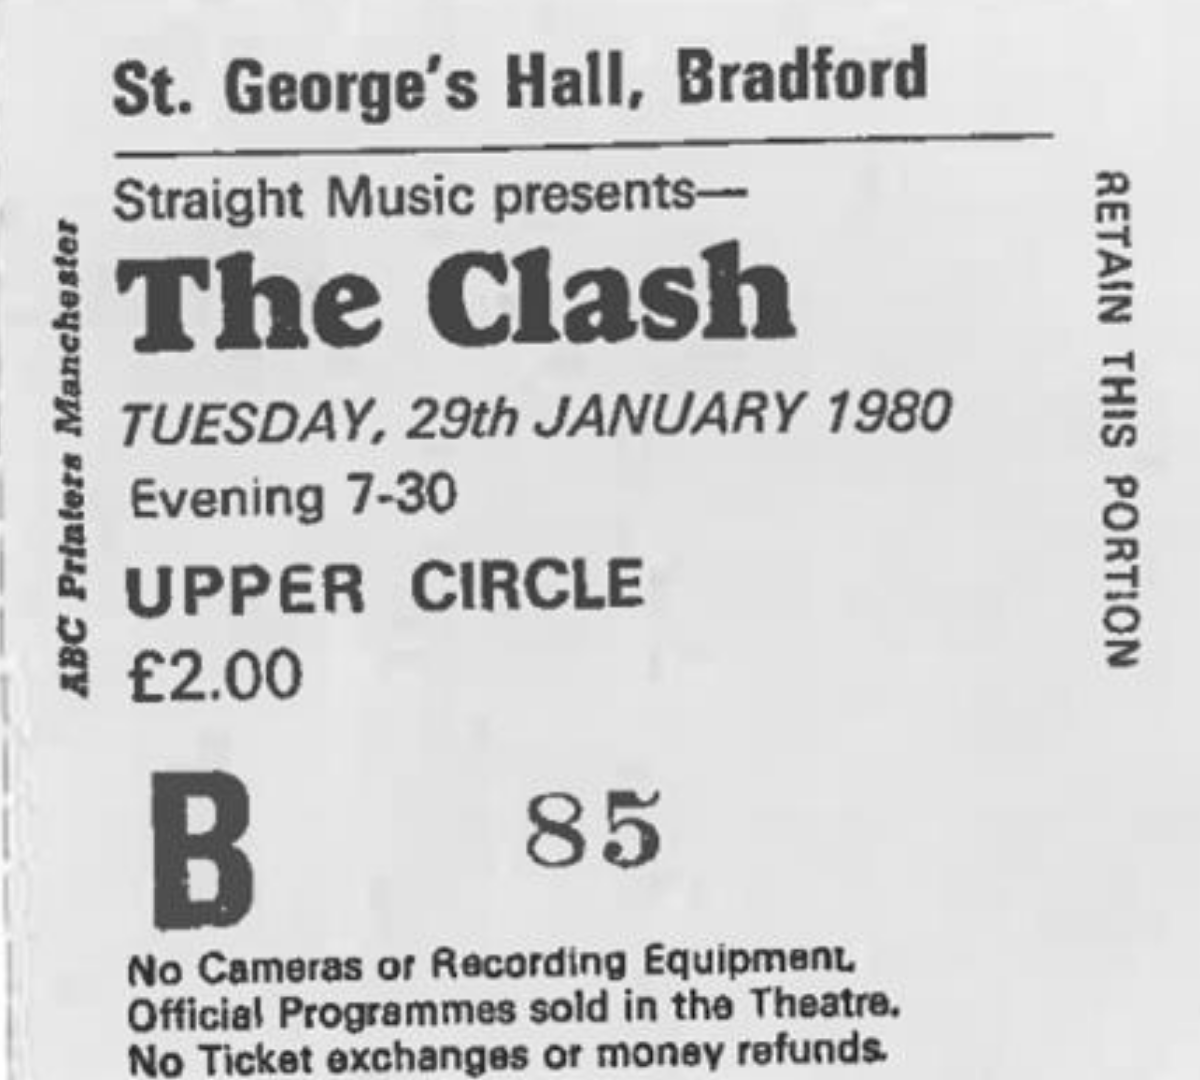 St. George's Hall, Bradford
Straight Music presents—
The Clash
TUESDAY, 29th JANUARY 1980
Evening 7-30
UPPER CIRCLE
£2.00
B 85
No Cameras or Recording Equipment.
Official Programmes sold in the Theatre.
No Ticket exchanges or money refunds.
ABC Printers Manchester
RETAIN THIS PORTION